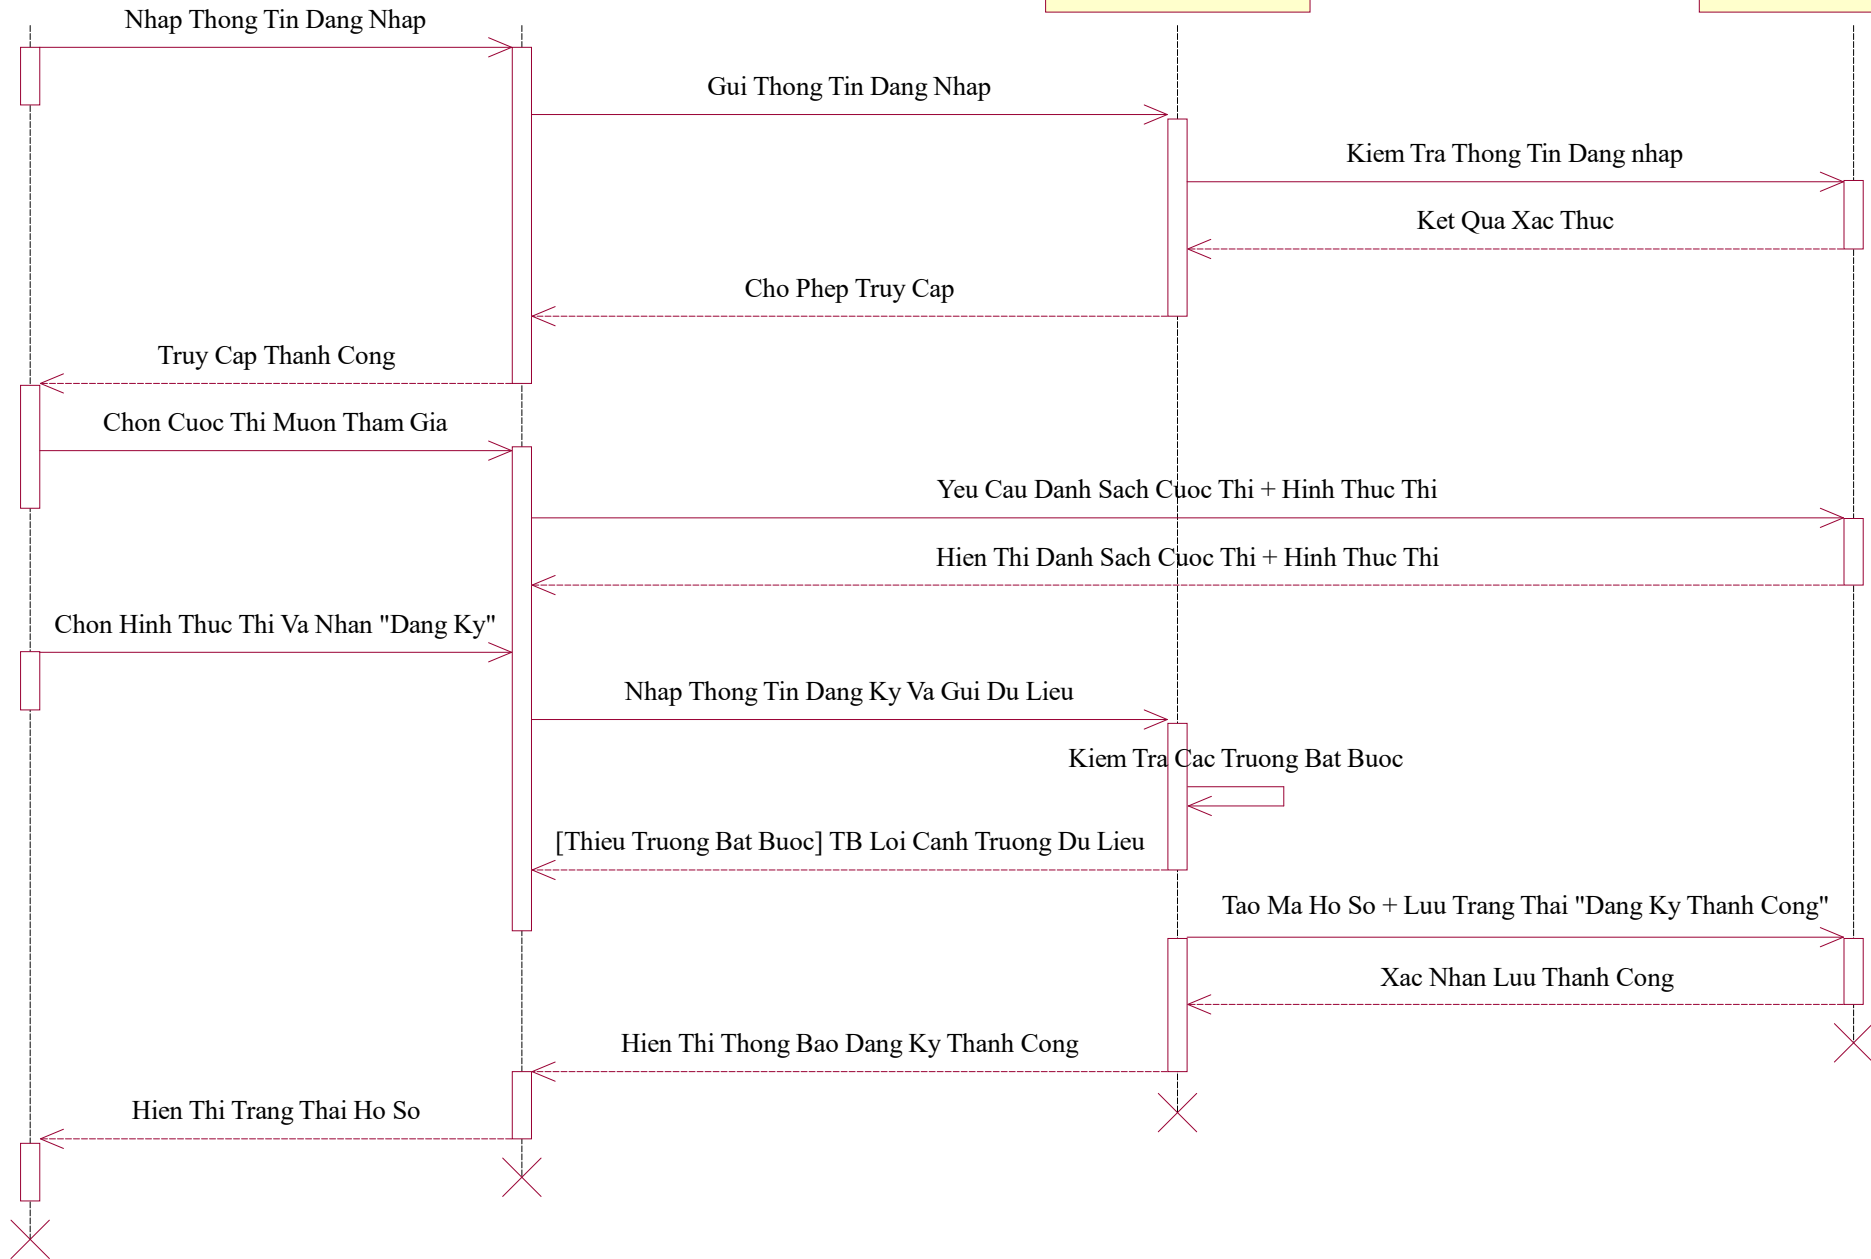 Nhap Thong Tin Dang Nhap
Gui Thong Tin Dang Nhap
Kiem Tra Thong Tin Dang nhap
Ket Qua Xac Thuc
Cho Phep Truy Cap
Truy Cap Thanh Cong
Chon Cuoc Thi Muon Tham Gia
Yeu Cau Danh Sach Cuoc Thi + Hinh Thuc Thi
Hien Thi Danh Sach Cuoc Thi + Hinh Thuc Thi
Chon Hinh Thuc Thi Va Nhan "Dang Ky"
Nhap Thong Tin Dang Ky Va Gui Du Lieu
Kiem Tra Cac Truong Bat Buoc
[Thieu Truong Bat Buoc] TB Loi Canh Truong Du Lieu
Tao Ma Ho So + Luu Trang Thai "Dang Ky Thanh Cong"
Xac Nhan Luu Thanh Cong
Hien Thi Thong Bao Dang Ky Thanh Cong
Hien Thi Trang Thai Ho So